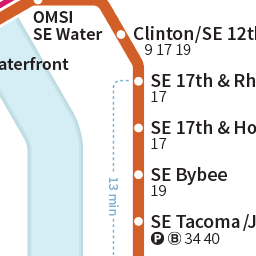 OMSI
SE Water
Clinton/SE 12th
9 17 19
aterfront
SE 17th & Rh
17
SE 17th & Ho
17
13 min
SE Bybee
19
SE Tacoma/J
P B 34 40